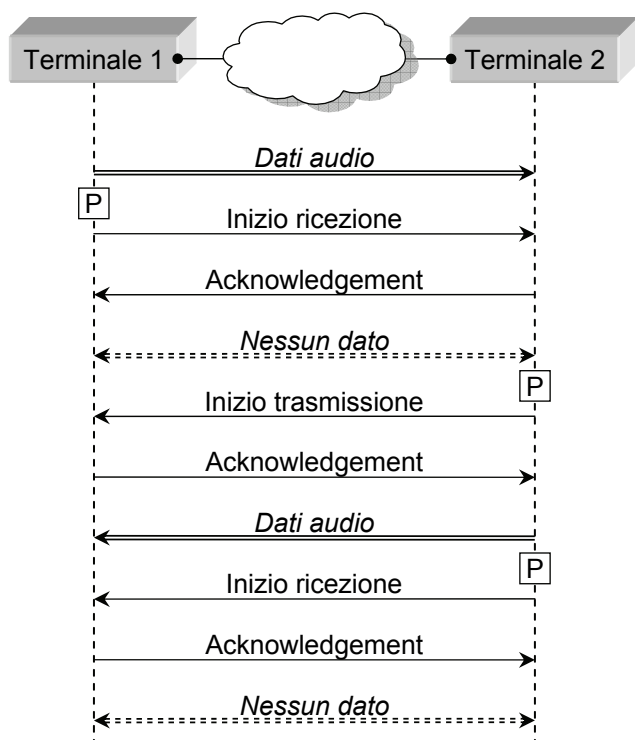 Terminale 1
Terminale 2
Dati audio
P
Inizio ricezione
Acknowledgement
Nessun dato
P
Inizio trasmissione
Acknowledgement
Dati audio
P
Inizio ricezione
Acknowledgement
Nessun dato